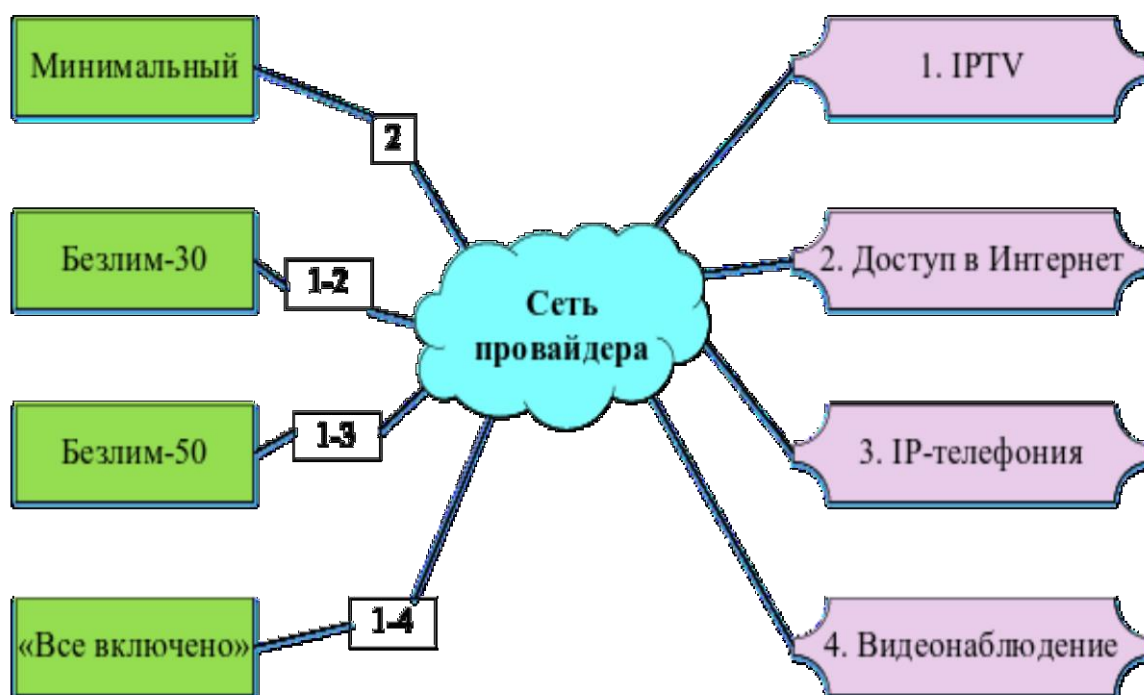 Минимальный
2
Безлим-30
1-2
Безлим-50
1-3
«Все включено»
1-4
Сеть
провайдера
1. IPTV
2. Доступ в Интернет
3. IP-телефония
4. Видеонаблюдение